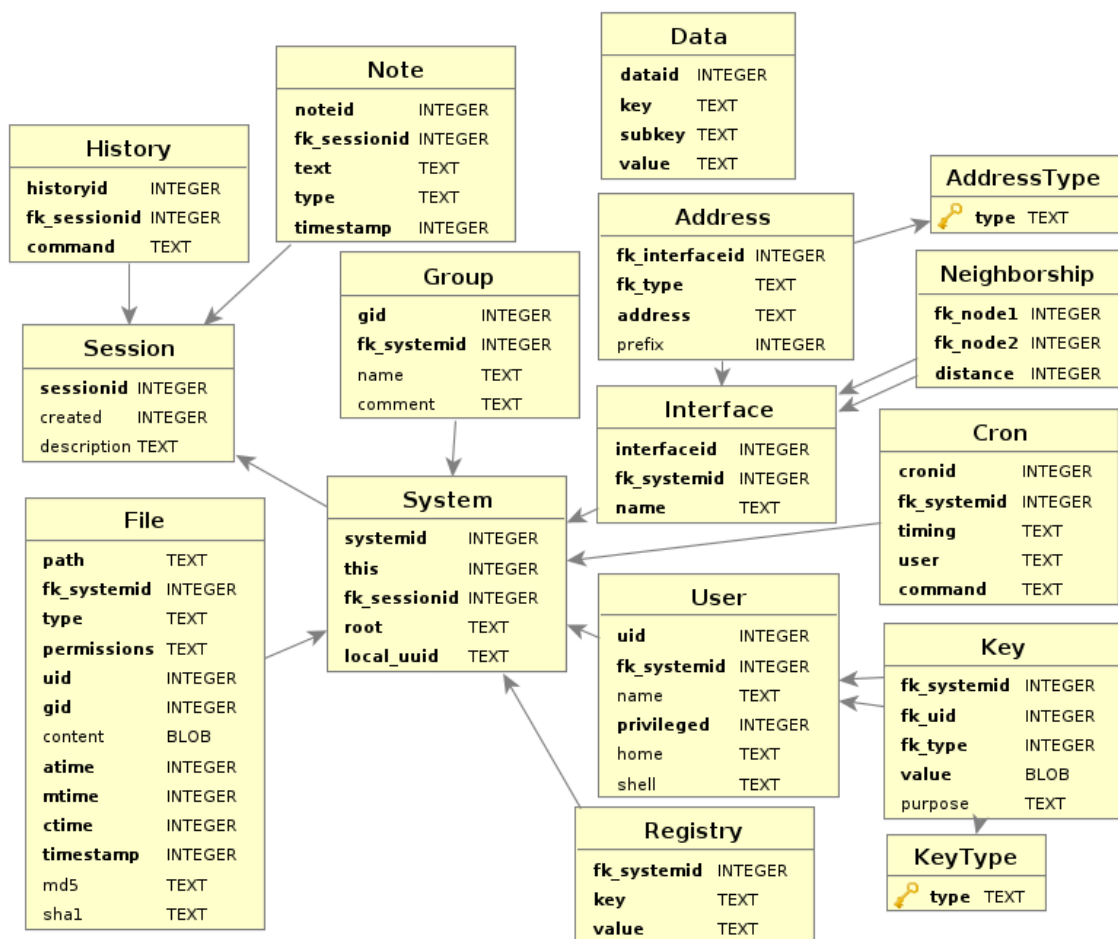 Data
dataid INTEGER
key TEXT
subkey TEXT
value TEXT
Note
noteid INTEGER
fk_sessionid INTEGER
text TEXT
type TEXT
timestamp INTEGER
History
historyid INTEGER
fk_sessionid INTEGER
command TEXT
AddressType
type TEXT
Address
fk_interfaceid INTEGER
fk_type TEXT
address TEXT
prefix INTEGER
Neighborship
fk_node1 INTEGER
fk_node2 INTEGER
distance INTEGER
Group
gid INTEGER
fk_systemid INTEGER
name TEXT
comment TEXT
Session
sessionid INTEGER
created INTEGER
description TEXT
Interface
interfaceid INTEGER
fk_systemid INTEGER
name TEXT
Cron
cronid INTEGER
fk_systemid INTEGER
timing TEXT
user TEXT
command TEXT
System
systemid INTEGER
this INTEGER
fk_sessionid INTEGER
root TEXT
local_uuid TEXT
File
path TEXT
fk_systemid INTEGER
type TEXT
permissions TEXT
uid INTEGER
gid INTEGER
content BLOB
atime INTEGER
mtime INTEGER
ctime INTEGER
timestamp INTEGER
md5 TEXT
sha1 TEXT
User
uid INTEGER
fk_systemid INTEGER
name TEXT
privileged INTEGER
home TEXT
shell TEXT
Key
fk_systemid INTEGER
fk_uid INTEGER
fk_type INTEGER
value BLOB
purpose TEXT
Registry
fk_systemid INTEGER
key TEXT
value TEXT
KeyType
type TEXT